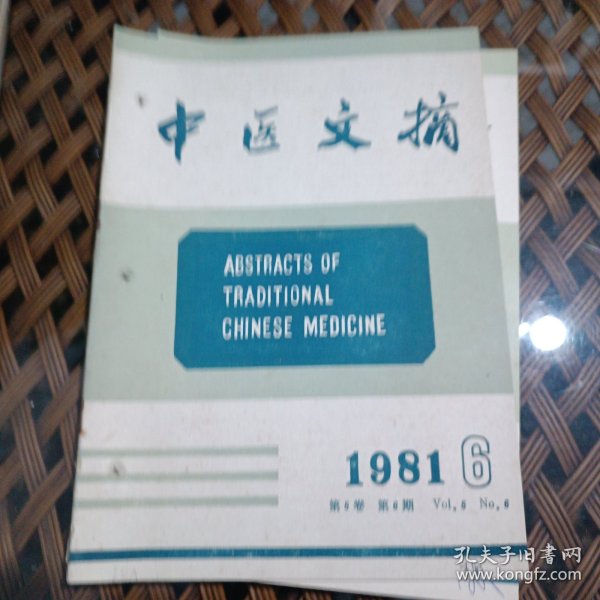 中医文摘
ABSTRACTS OF
TRADITIONAL
CHINESE MEDICINE
1981 6
第5卷 第6期 Vol. 5 No. 6
孔夫子旧书网
www.kongfz.com